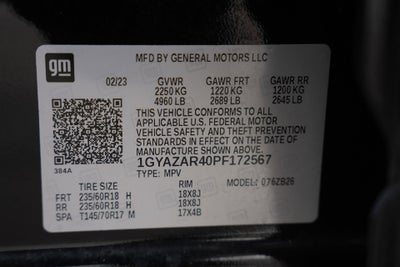 gm
MFD BY GENERAL MOTORS LLC
02/23 GVWR GAWR FRT GAWR RR
2250 KG 1220 KG 1200 KG
4960 LB 2689 LB 2645 LB
THIS VEHICLE CONFORMS TO ALL
APPLICABLE U.S. FEDERAL MOTOR
VEHICLE SAFETY AND THEFT PREVENTION
STANDARDS IN EFFECT ON THE DATE OF
MANUFACTURE SHOWN ABOVE.
1GYAZAR40PF172567
384A
TYPE: MPV
TIRE SIZE RIM MODEL: 076ZB26
FRT 235/60R18 H 18X8J
RR 235/60R18 H 18X8J
SPA T145/70R17 M 17X4B